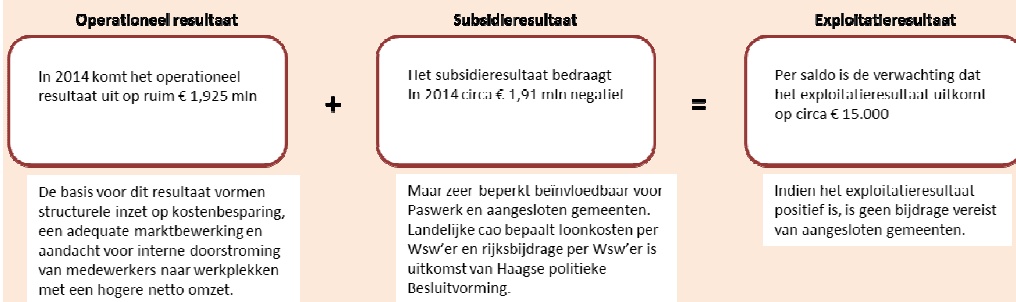 Operationeel resultaat
In 2014 komt het operationeel
resultaat uit op ruim € 1,925 mln
De basis voor dit resultaat vormen
structurele inzet op kostenbesparing,
een adequate marktbewerking en
aandacht voor interne doorstroming
van medewerkers naar werkplekken
met een hogere netto omzet.
+
Subsidieresultaat
Het subsidieresultaat bedraagt
In 2014 circa € 1,91 mln negatief
Maar zeer beperkt beïnvloedbaar voor
Paswerk en aangesloten gemeenten.
Landelijke cao bepaalt loonkosten per
Wsw'er en rijksbijdrage per Wsw'er is
uitkomst van Haagse politieke
Besluitvorming.
=
Exploitatieresultaat
Per saldo is de verwachting dat
het exploitatieresultaat uitkomt
op circa € 15.000
Indien het exploitatieresultaat
positief is, is geen bijdrage vereist
van aangesloten gemeenten.